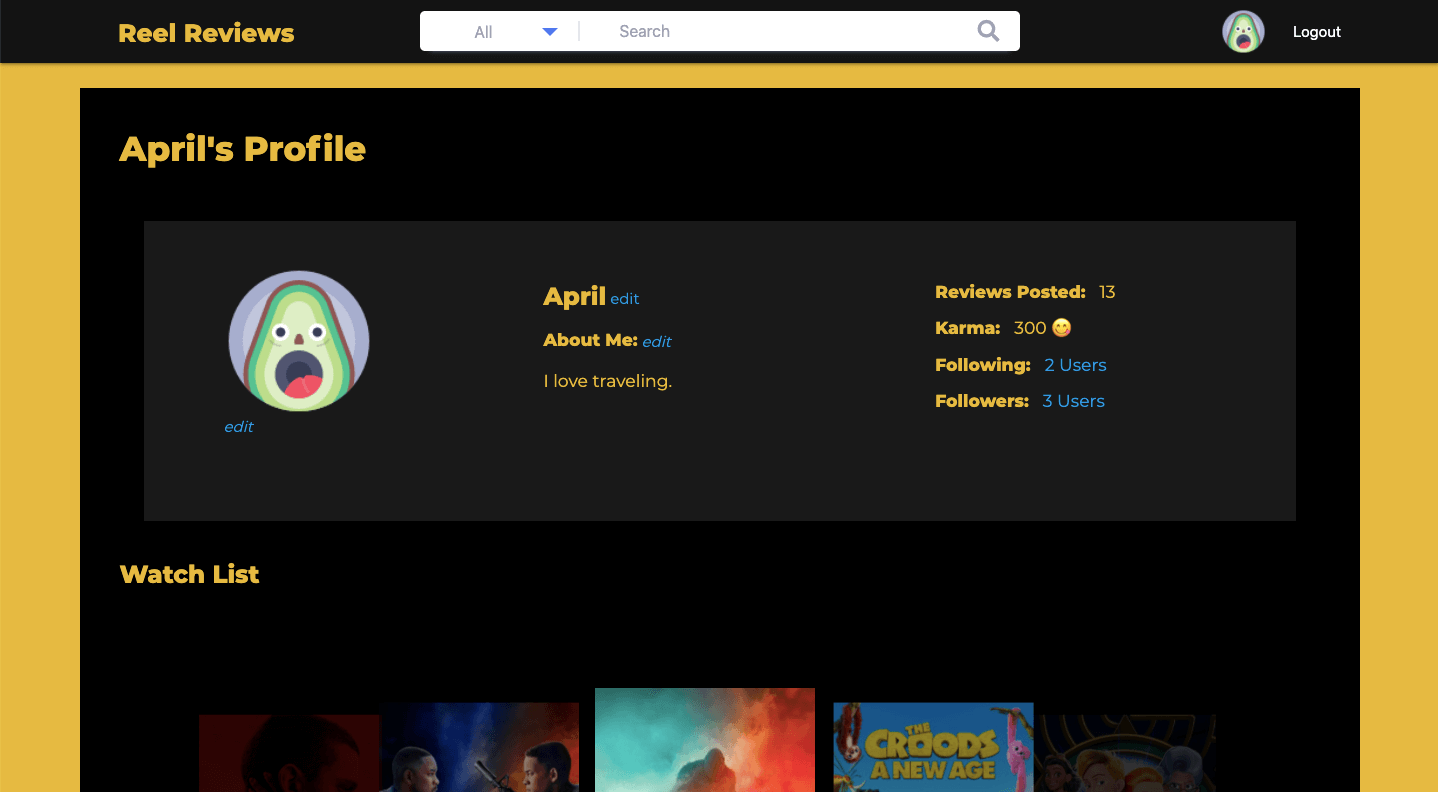 Reel Reviews
All
Search
Logout
April's Profile
April edit
About Me: edit
I love traveling.
edit
Reviews Posted: 13
Karma: 300 😋
Following: 2 Users
Followers: 3 Users
Watch List
THE
CROODS
A NEW AGE